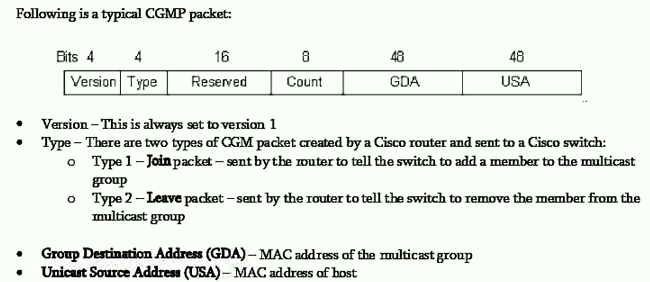 Following is a typical CGMP packet:
Bits 4 4 16 8 48 48
Version Type Reserved Count GDA USA
• Version – This is always set to version 1
• Type – There are two types of CGM packet created by a Cisco router and sent to a Cisco switch:
o Type 1 – Join packet – sent by the router to tell the switch to add a member to the multicast
group
o Type 2 – Leave packet – sent by the router to tell the switch to remove the member from the
multicast group
• Group Destination Address (GDA) – MAC address of the multicast group
• Unicast Source Address (USA) – MAC address of host